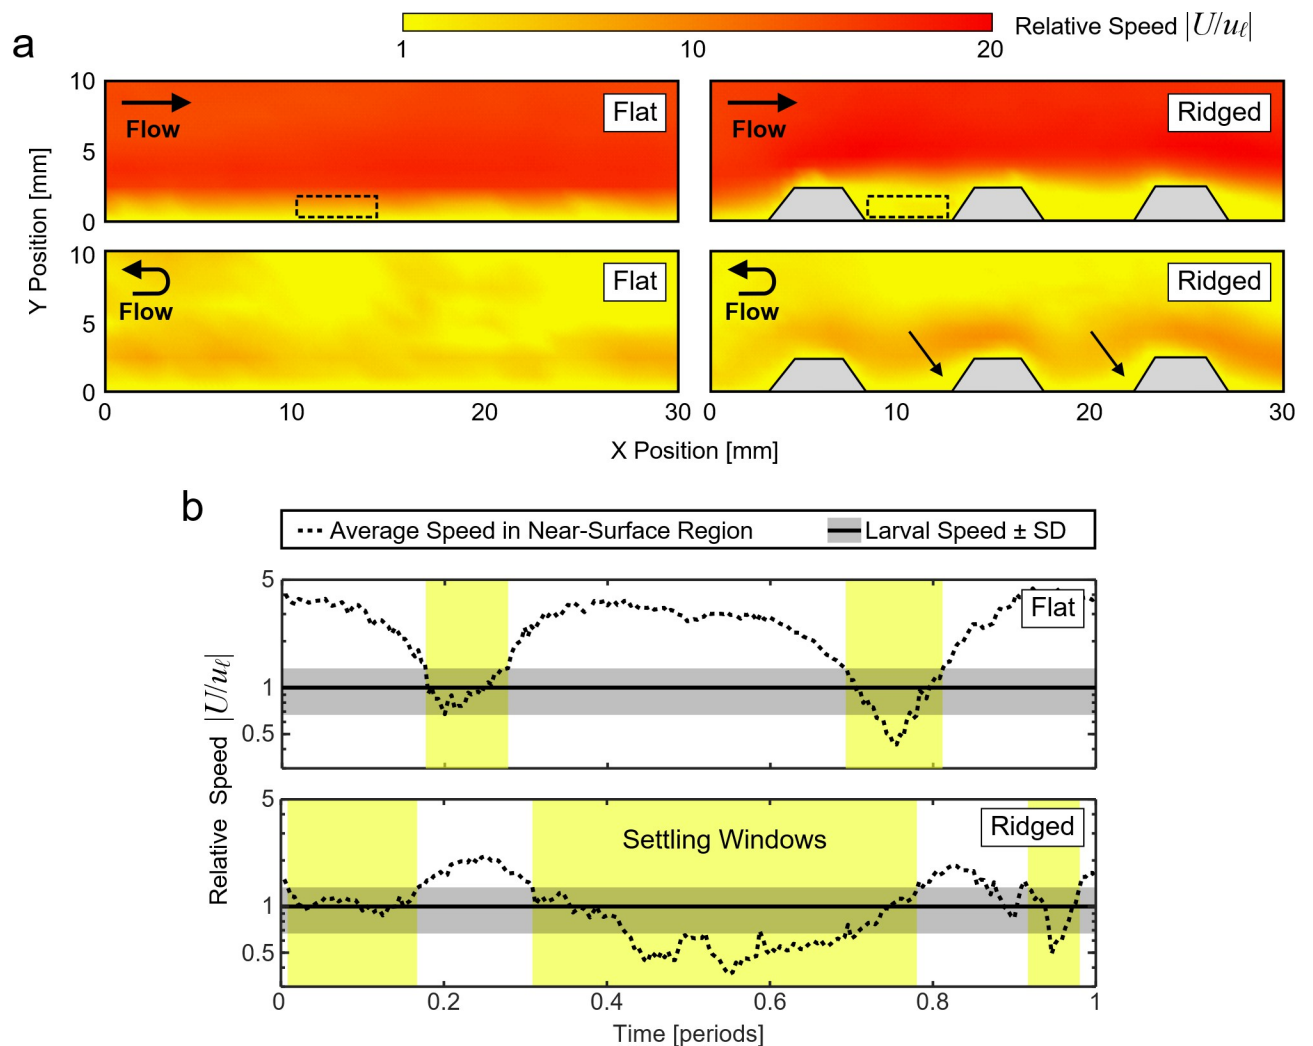 a
Relative Speed |U/uℓ|
1 10 20
10
5
0
Flow
Flat
Flow
Ridged
10
5
0
Flow
Flat
Flow
Ridged
Y Position [mm]
0 10 20 30 0 10 20 30
X Position [mm]
b
Average Speed in Near-Surface Region Larval Speed ± SD
5
1
0.5
Flat
Relative Speed |U/uℓ|
5
1
0.5
Settling Windows
Ridged
0 0.2 0.4 0.6 0.8 1
Time [periods]